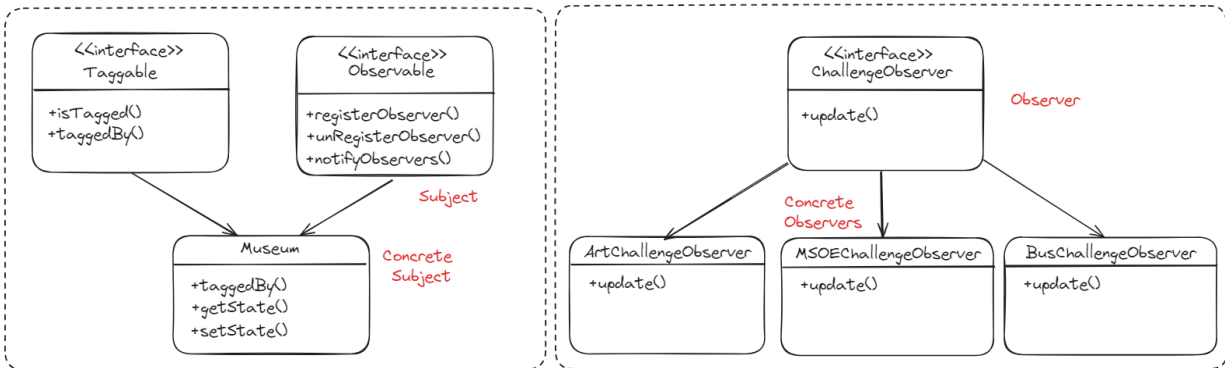 <<interface>>
Taggable
+isTagged()
+taggedBy()
<<interface>>
Observable
+registerObserver()
+unRegisterObserver()
+notifyObservers()
Subject
Museum
+taggedBy()
+getState()
+setState()
Concrete
Subject
<<interface>>
ChallengeObserver
+update()
Observer
Concrete
Observers
ArtChallengeObserver
+update()
MSOEChallengeObserver
+update()
BusChallengeObserver
+update()